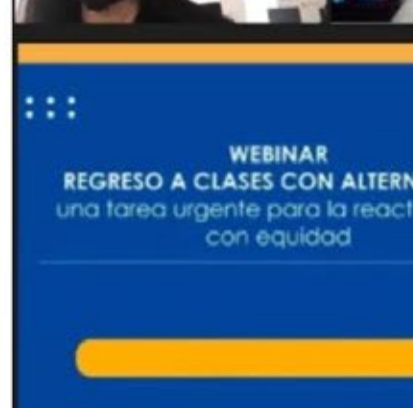 WEBINAR
REGRESO A CLASES CON ALTERN
una tarea urgente para la react
con equidad